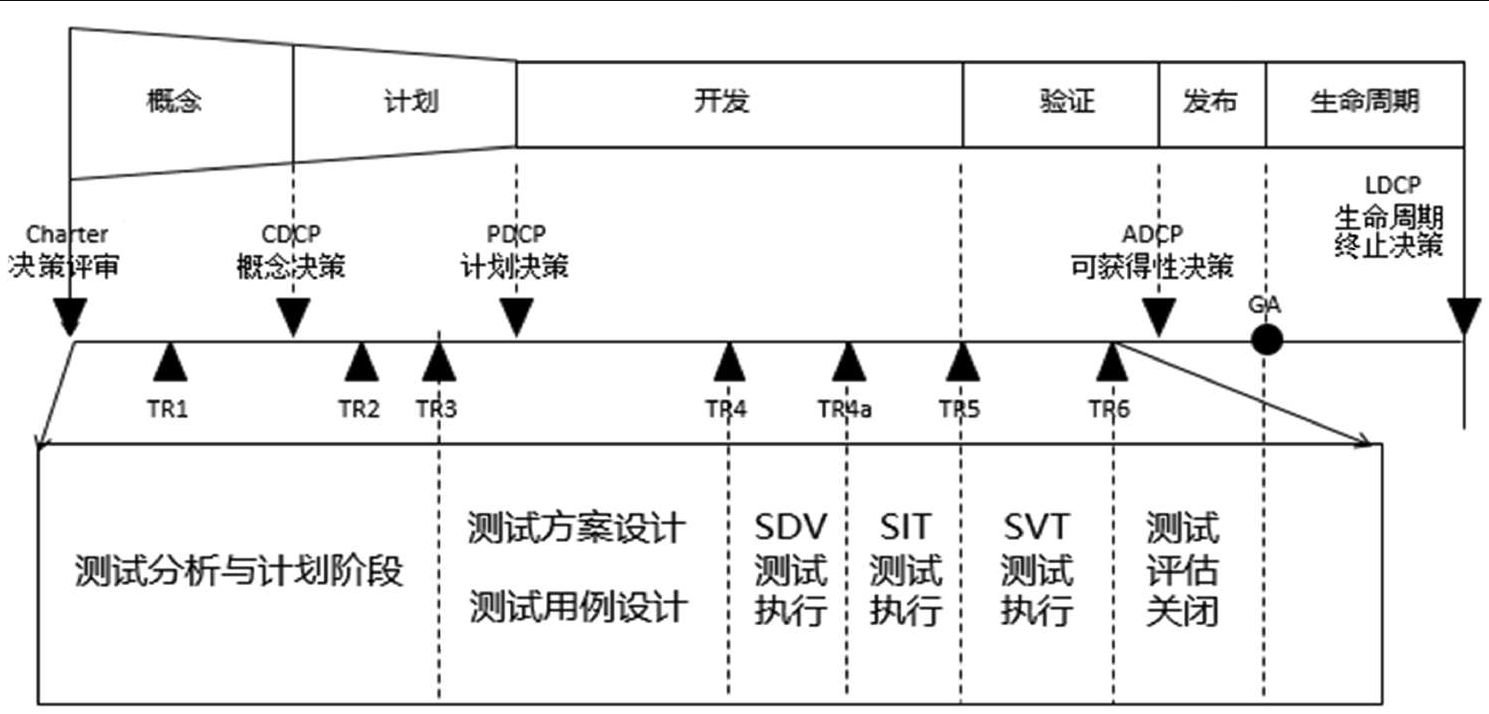 概念
计划
开发
验证
发布
生命周期
Charter
决策评审
CDCP
概念决策
PDCP
计划决策
ADCP
可获得性决策
GA
LDCP
生命周期
终止决策
TR1
TR2
TR3
TR4
TR4a
TR5
TR6
测试分析与计划阶段
测试方案设计
测试用例设计
SDV
测试
执行
SIT
测试
执行
SVT
测试
执行
测试
评估
关闭